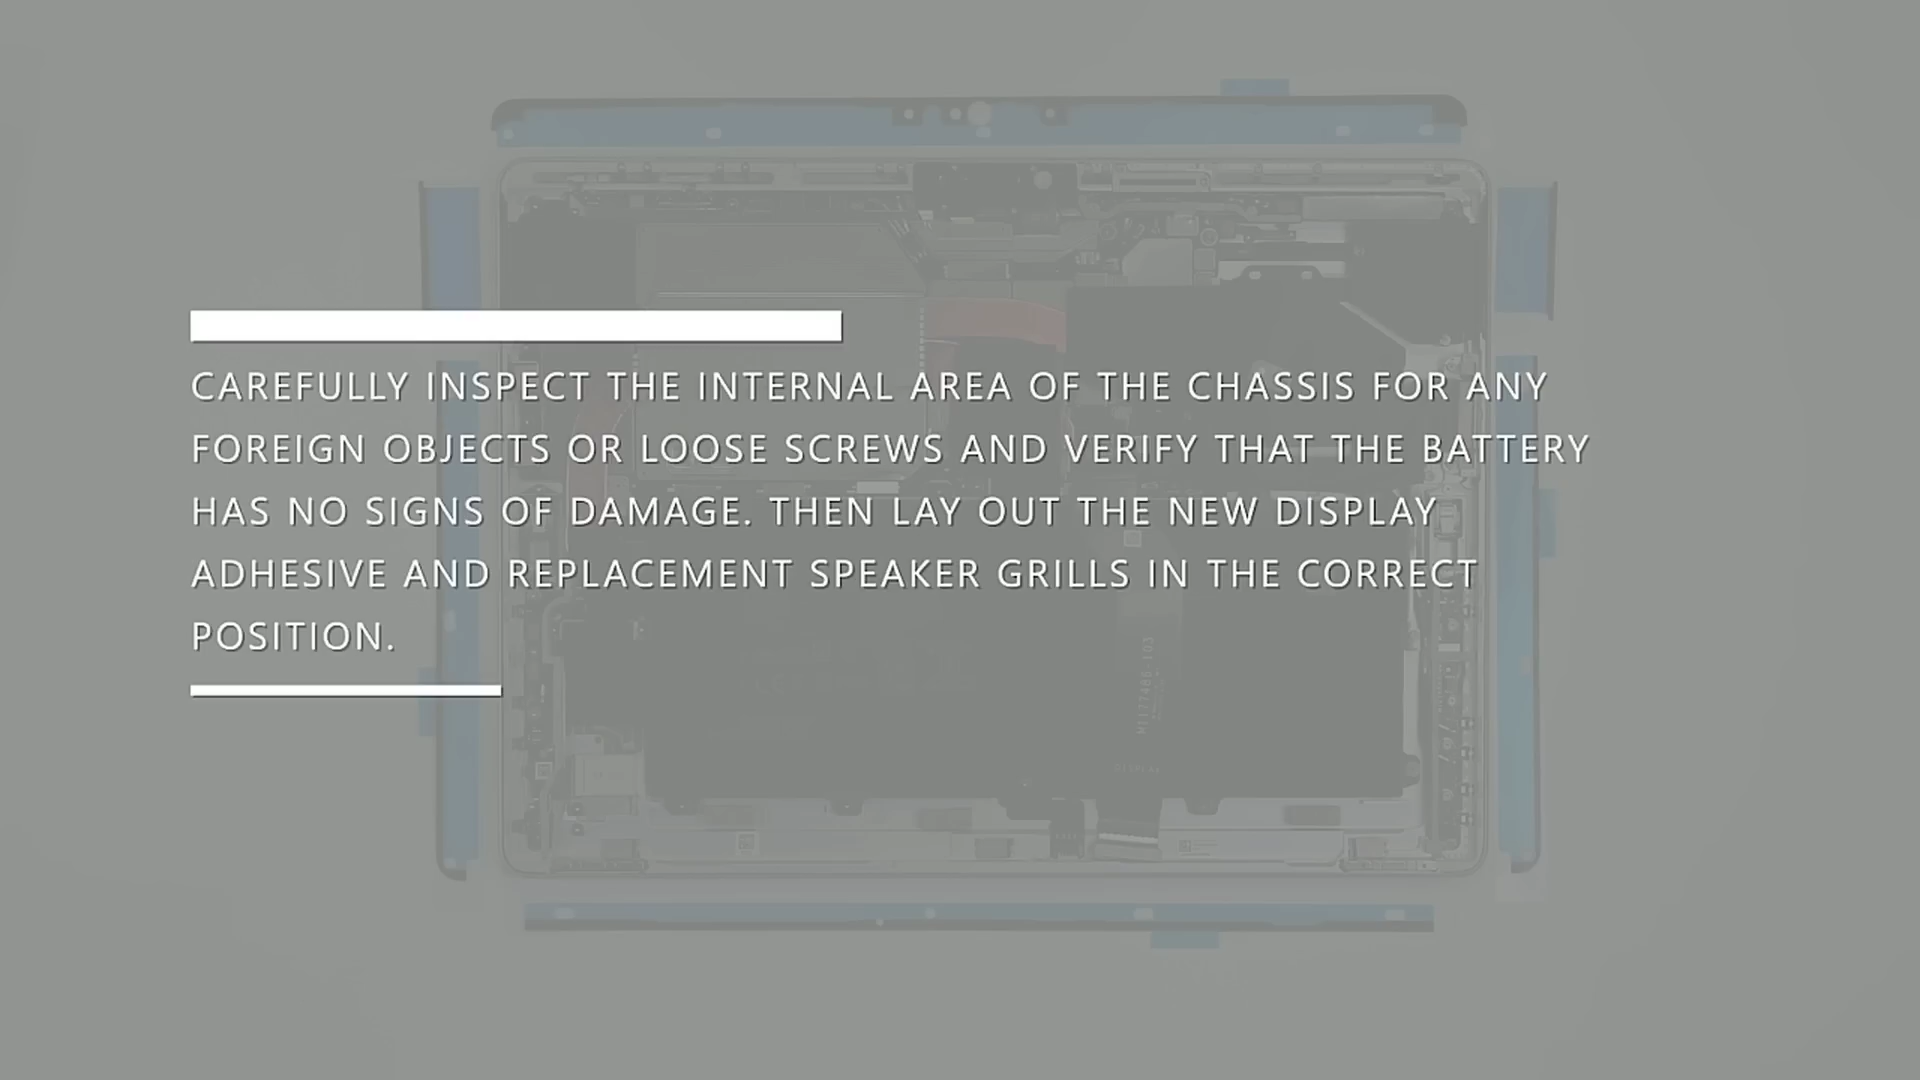 CAREFULLY INSPECT THE INTERNAL AREA OF THE CHASSIS FOR ANY
FOREIGN OBJECTS OR LOOSE SCREWS AND VERIFY THAT THE BATTERY
HAS NO SIGNS OF DAMAGE. THEN LAY OUT THE NEW DISPLAY
ADHESIVE AND REPLACEMENT SPEAKER GRILLS IN THE CORRECT
POSITION.